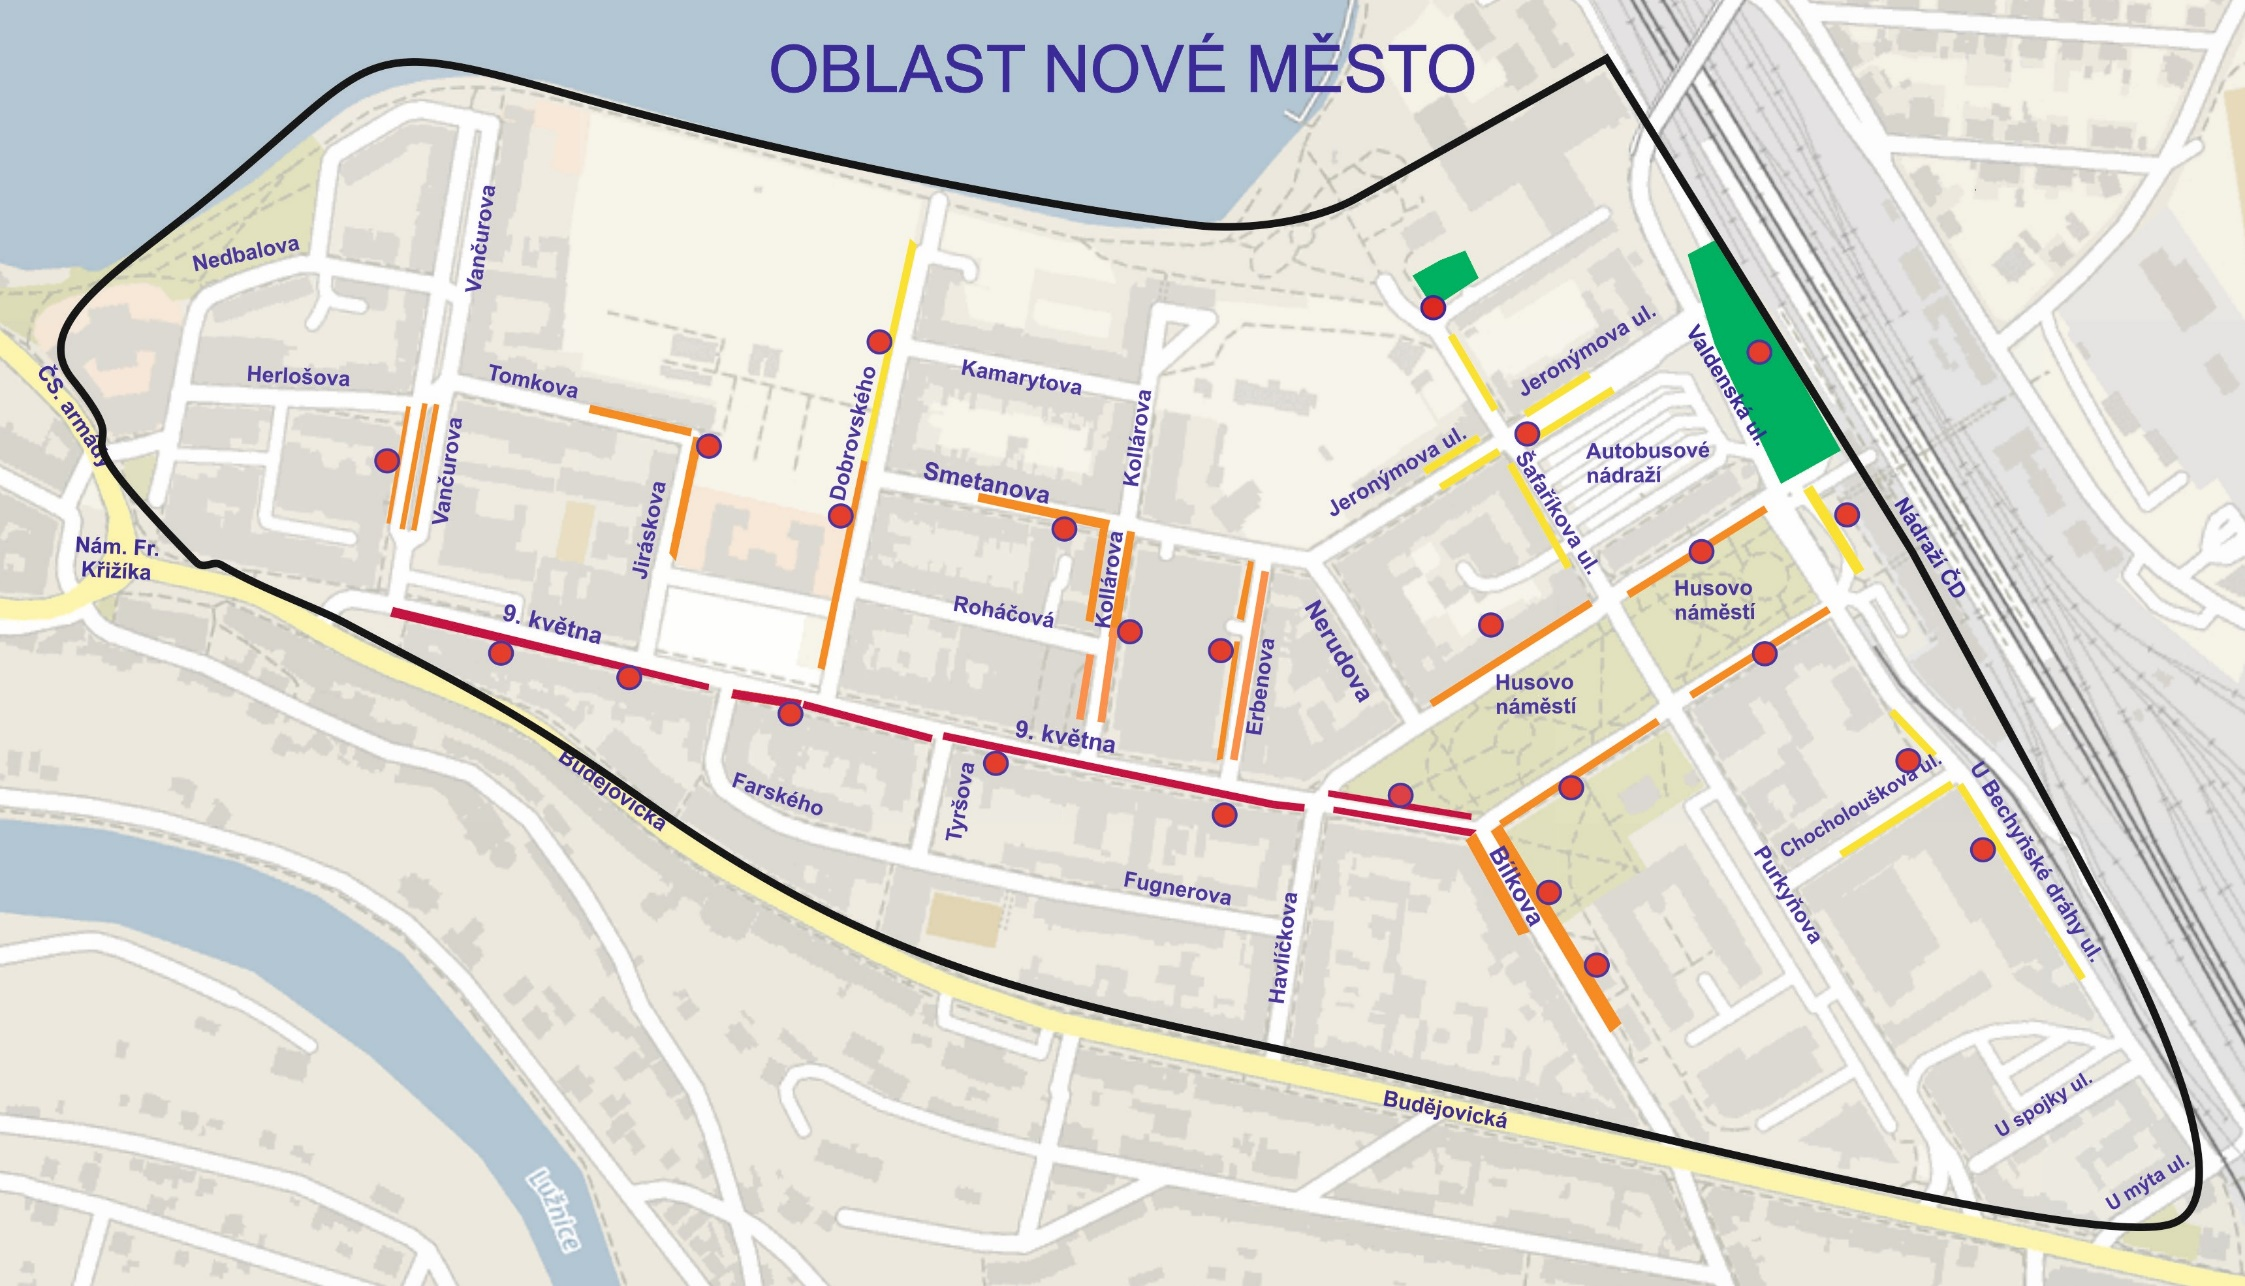 OBLAST NOVÉ MĚSTO
Nedbalova
Vančurova
ČS. armády
Herlošova
Tomkova
Vančurova
Jiráskova
Dobrovského
Kamarytova
Kollárova
Smetanova
Kollárova
Roháčová
Erbenova
Nerudova
Jeronýmova ul.
Jeronýmova ul.
Valdenská ul.
Šafaříkova ul.
Autobusové
nádraží
Nádraží ČD
Husovo
náměstí
Husovo
náměstí
Nám. Fr.
Křižíka
9. května
9. května
Budějovická
Farského
Tyršova
Fugnerova
Havlíčkova
Bílkova
Chocholouškova ul.
U Bechyňské dráhy ul.
Purkyňova
Budějovická
U spojky ul.
U mýta ul.
Lužnice